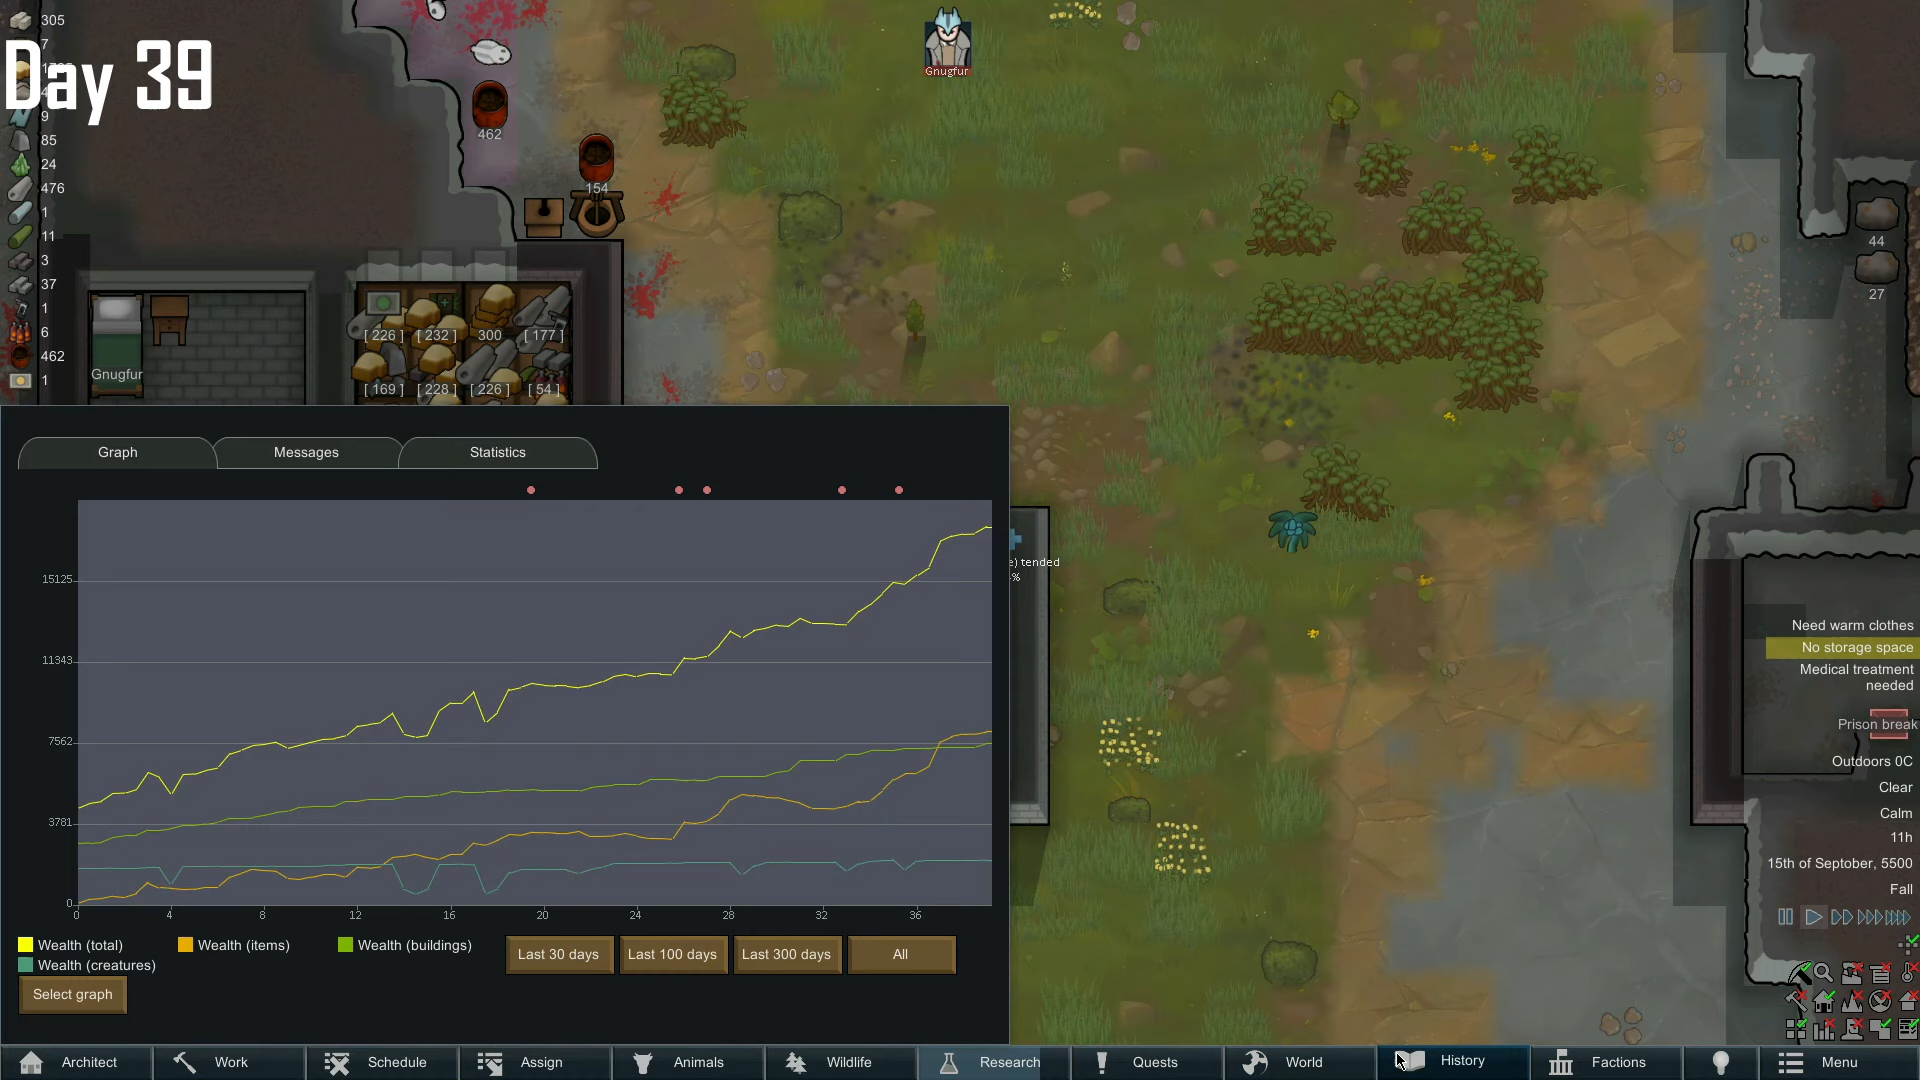 305
7
Day 39
9
85
24
476
1
11
3
37
1
6
462
1
Gnugfur
462
154
44
27
Gnugfur
[ 226 ] [ 232 ] 300 [ 177 ]
[ 169 ] [ 228 ] [ 226 ] [ 54 ]
Graph Messages Statistics
15125
11343
7562
3781
0
0 4 8 12 16 20 24 28 32 36
Wealth (total) Wealth (items) Wealth (buildings)
Wealth (creatures)
Last 30 days Last 100 days Last 300 days All
Select graph
e) tended
%
Need warm clothes
No storage space
Medical treatment
needed
Prison break
Outdoors 0C
Clear
Calm
11h
15th of Septober, 5500
Fall
Architect Work Schedule Assign Animals Wildlife Research Quests World History Factions Menu